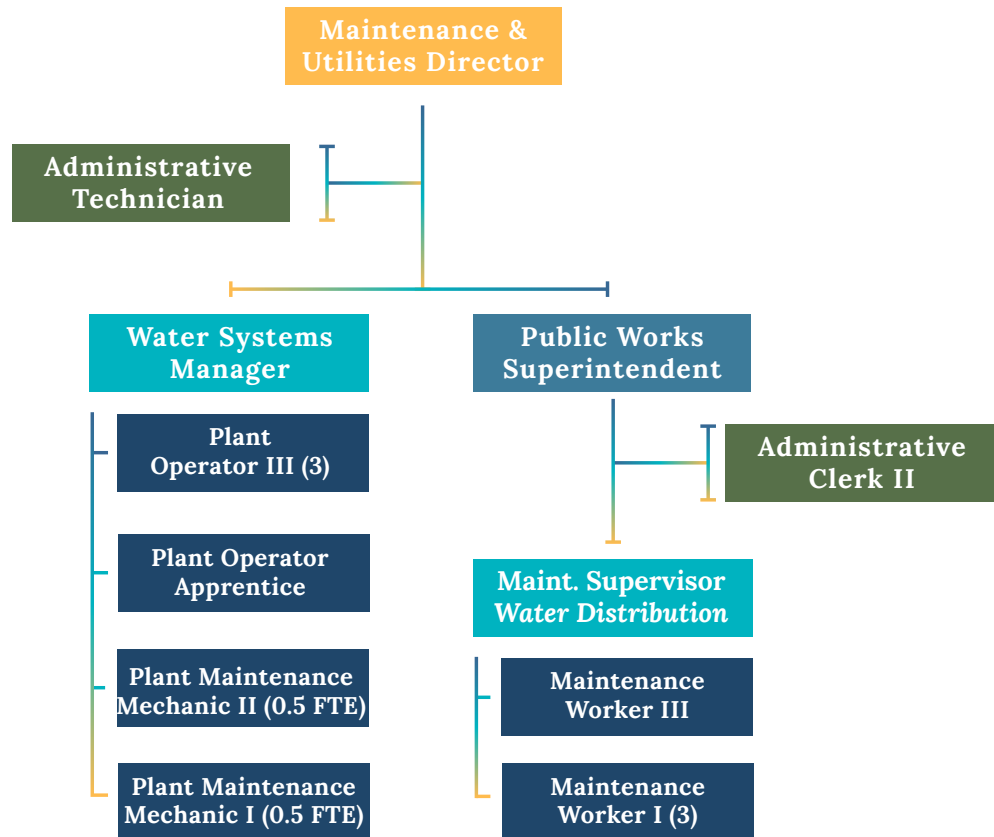 Maintenance &
Utilities Director
Administrative
Technician
Water Systems
Manager
Public Works
Superintendent
Plant
Operator III (3)
Administrative
Clerk II
Plant Operator
Apprentice
Maint. Supervisor
Water Distribution
Plant Maintenance
Mechanic II (0.5 FTE)
Maintenance
Worker III
Plant Maintenance
Mechanic I (0.5 FTE)
Maintenance
Worker I (3)